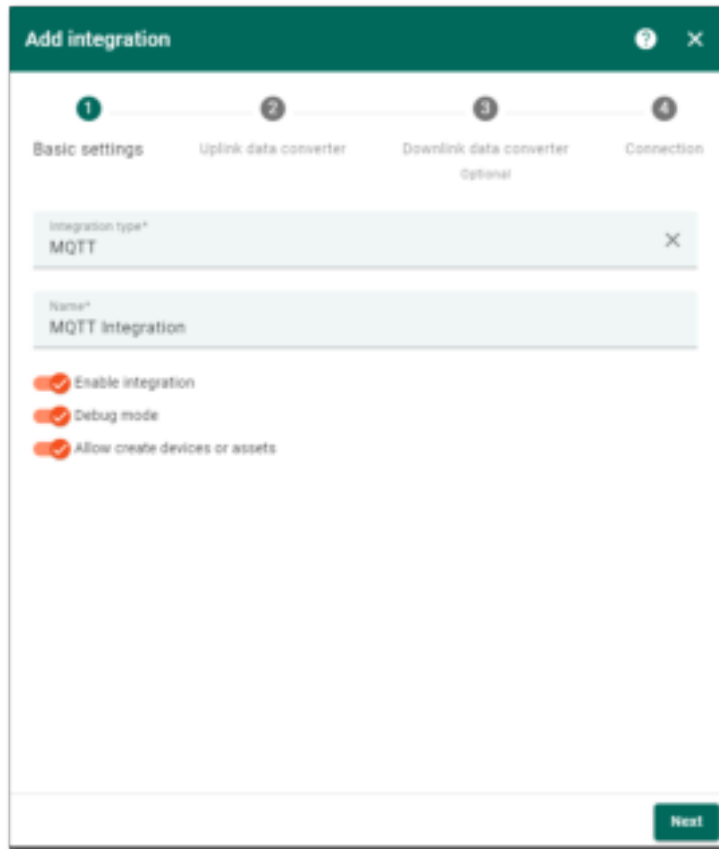 Add integration
?
1
2
3
4
Basic settings
Uplink data converter
Downlink data converter
Optional
Connection
Integration type*
MQTT
Name*
MQTT Integration
Enable integration
Debug mode
Allow create devices or assets
Next